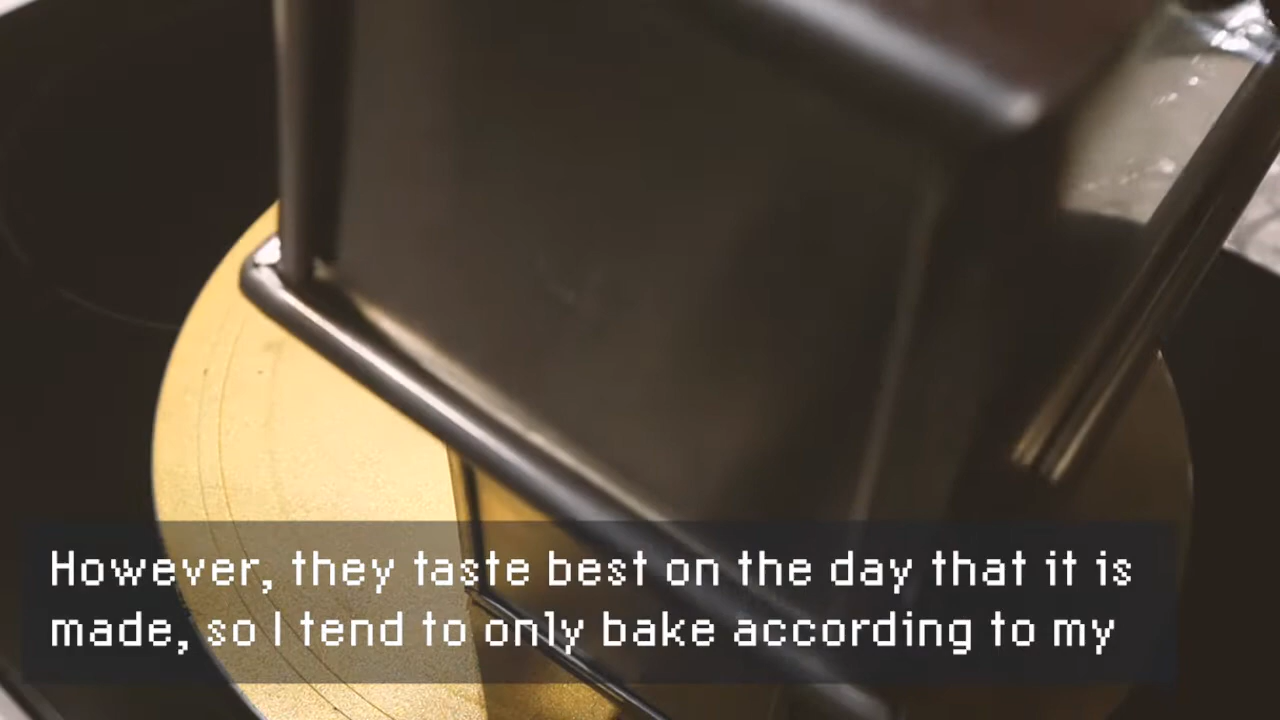 However, they taste best on the day that it is
made, so I tend to only bake according to my